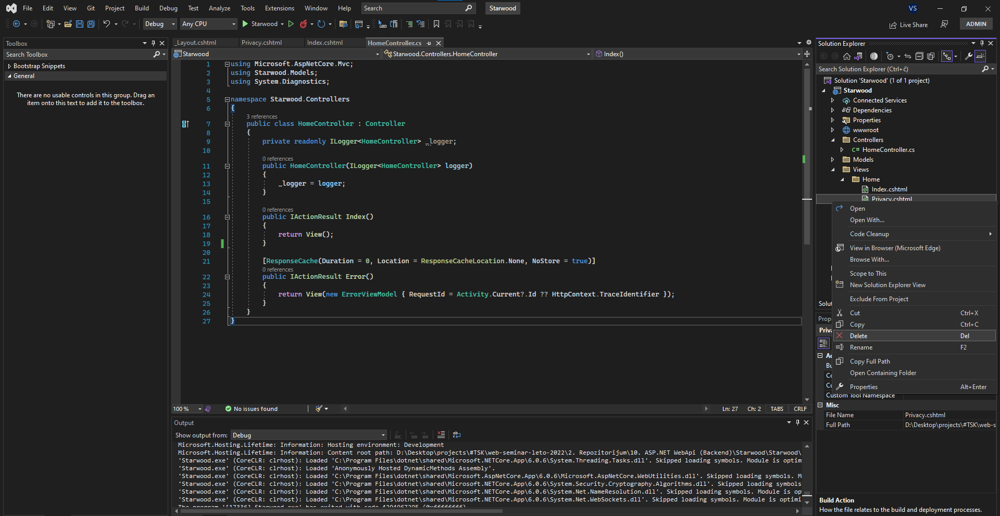 File Edit View Git Project Build Debug Test Analyze Tools Extensions Window Help Search Starwood VS
Debug Any CPU Starwood Live Share ADMIN
Toolbox
Search Toolbox
Bootstrap Snippets
General
There are no usable controls in this group. Drag an
item onto this text to add it to the toolbox.
_Layout.cshtml Privacy.cshtml Index.cshtml HomeController.cs
Starwood Starwood.Controllers.HomeController Index()
1 using Microsoft.AspNetCore.Mvc;
2 using Starwood.Models;
3 using System.Diagnostics;
4
5 namespace Starwood.Controllers
6 {
3 references
7 public class HomeController : Controller
8 {
9 private readonly ILogger<HomeController> _logger;
10
0 references
11 public HomeController(ILogger<HomeController> logger)
12 {
13 _logger = logger;
14 }
15
0 references
16 public IActionResult Index()
17 {
18 return View();
19 }
20
21 [ResponseCache(Duration = 0, Location = ResponseCacheLocation.None, NoStore = true)]
0 references
22 public IActionResult Error()
23 {
24 return View(new ErrorViewModel { RequestId = Activity.Current?.Id ?? HttpContext.TraceIdentifier });
25 }
26 }
27 }
100 % No issues found Ln: 27 Ch: 2 TABS CRLF
Output
Show output from: Debug
Microsoft.Hosting.Lifetime: Information: Hosting environment: Development
Microsoft.Hosting.Lifetime: Information: Content root path: D:\Desktop\projects\#TSK\web-seminar-leto-2022\2. Repozitorijum\10. ASP.NET WebApi (Backend)\Starwood\Starwood\
'Starwood.exe' (CoreCLR: clrhost): Loaded 'C:\Program Files\dotnet\shared\Microsoft.NETCore.App\6.0.6\System.Threading.Tasks.dll'. Skipped loading symbols. Module is optim
'Starwood.exe' (CoreCLR: clrhost): Loaded 'Anonymously Hosted DynamicMethods Assembly'.
'Starwood.exe' (CoreCLR: clrhost): Loaded 'C:\Program Files\dotnet\shared\Microsoft.AspNetCore.App\6.0.6\Microsoft.AspNetCore.WebUtilities.dll'. Skipped loading symbols. M
'Starwood.exe' (CoreCLR: clrhost): Loaded 'C:\Program Files\dotnet\shared\Microsoft.NETCore.App\6.0.6\System.Security.Cryptography.Algorithms.dll'. Skipped loading symbols
'Starwood.exe' (CoreCLR: clrhost): Loaded 'C:\Program Files\dotnet\shared\Microsoft.NETCore.App\6.0.6\System.Net.NameResolution.dll'. Skipped loading symbols. Module is op
'Starwood.exe' (CoreCLR: clrhost): Loaded 'C:\Program Files\dotnet\shared\Microsoft.NETCore.App\6.0.6\System.Net.WebSockets.dll'. Skipped loading symbols. Module is optimi
The program '[17336] Starwood.exe' has exited with code 4294967295 (0xffffffff).
Solution Explorer
Search Solution Explorer (Ctrl+č)
Solution 'Starwood' (1 of 1 project)
Starwood
Connected Services
Dependencies
Properties
wwwroot
Controllers
C# HomeController.cs
Models
Views
Home
Index.cshtml
Privacy.cshtml
Open
Open With...
Code Cleanup
View in Browser (Microsoft Edge)
Browse With...
Scope to This
New Solution Explorer View
Exclude From Project
Cut Ctrl+X
Copy Ctrl+C
Delete Del
Rename F2
Copy Full Path
Open Containing Folder
Properties Alt+Enter
Solut
Prop
Priva
Ac
Bu
Co
Cu
Custom Tool Namespace
Misc
File Name Privacy.cshtml
Full Path D:\Desktop\projects\#TSK\web-s
Build Action
How the file relates to the build and deployment processes.